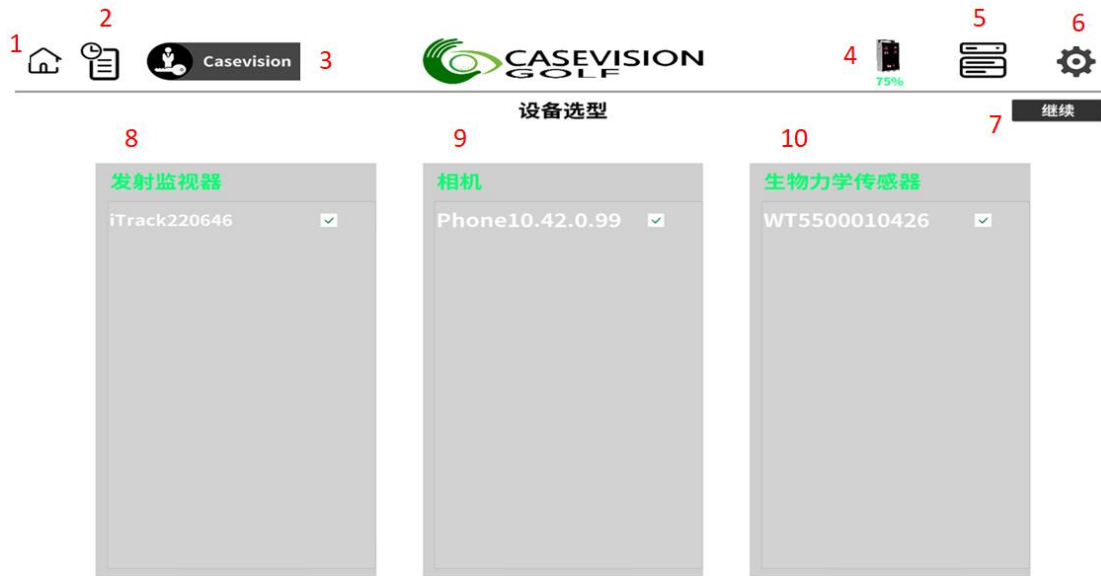 1
2
3
4
5
6
Casevision
CASEVISION
GOLF
75%
设备选型
7
继续
8
9
10
发射监视器
相机
生物力学传感器
iTrack220646
Phone10.42.0.99
WT5500010426